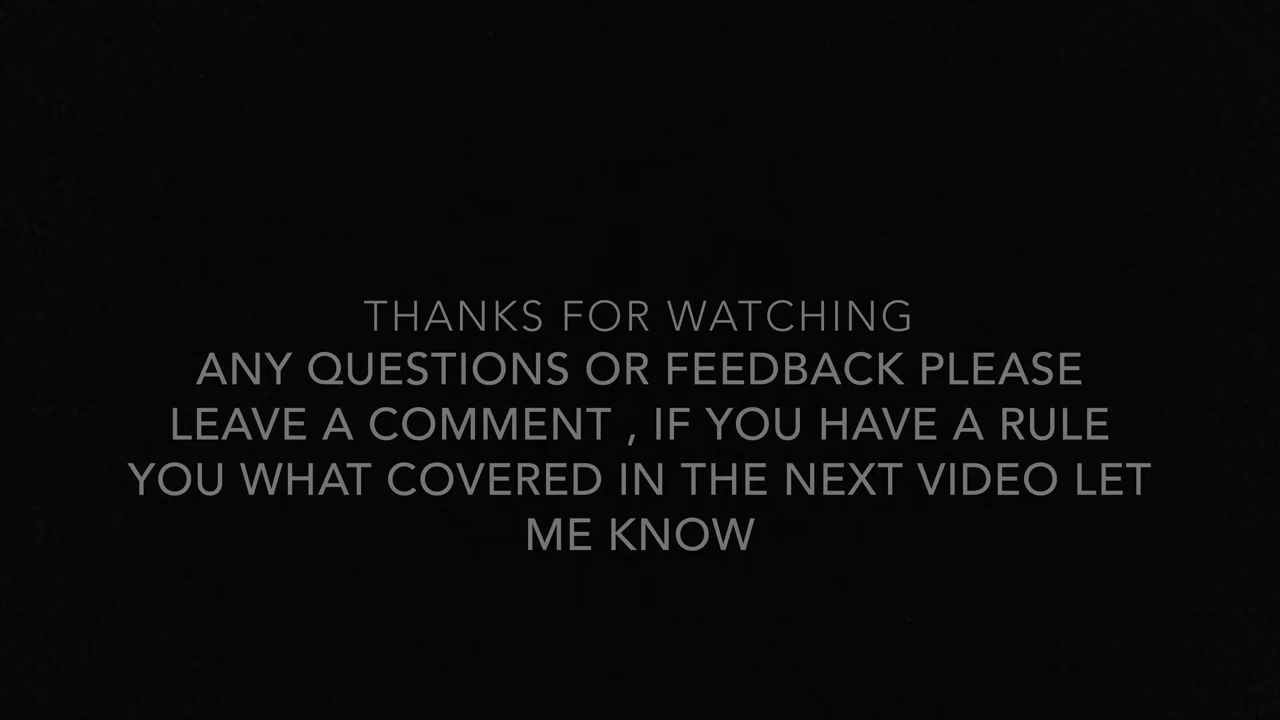 THANKS FOR WATCHING
ANY QUESTIONS OR FEEDBACK PLEASE
LEAVE A COMMENT , IF YOU HAVE A RULE
YOU WHAT COVERED IN THE NEXT VIDEO LET
ME KNOW